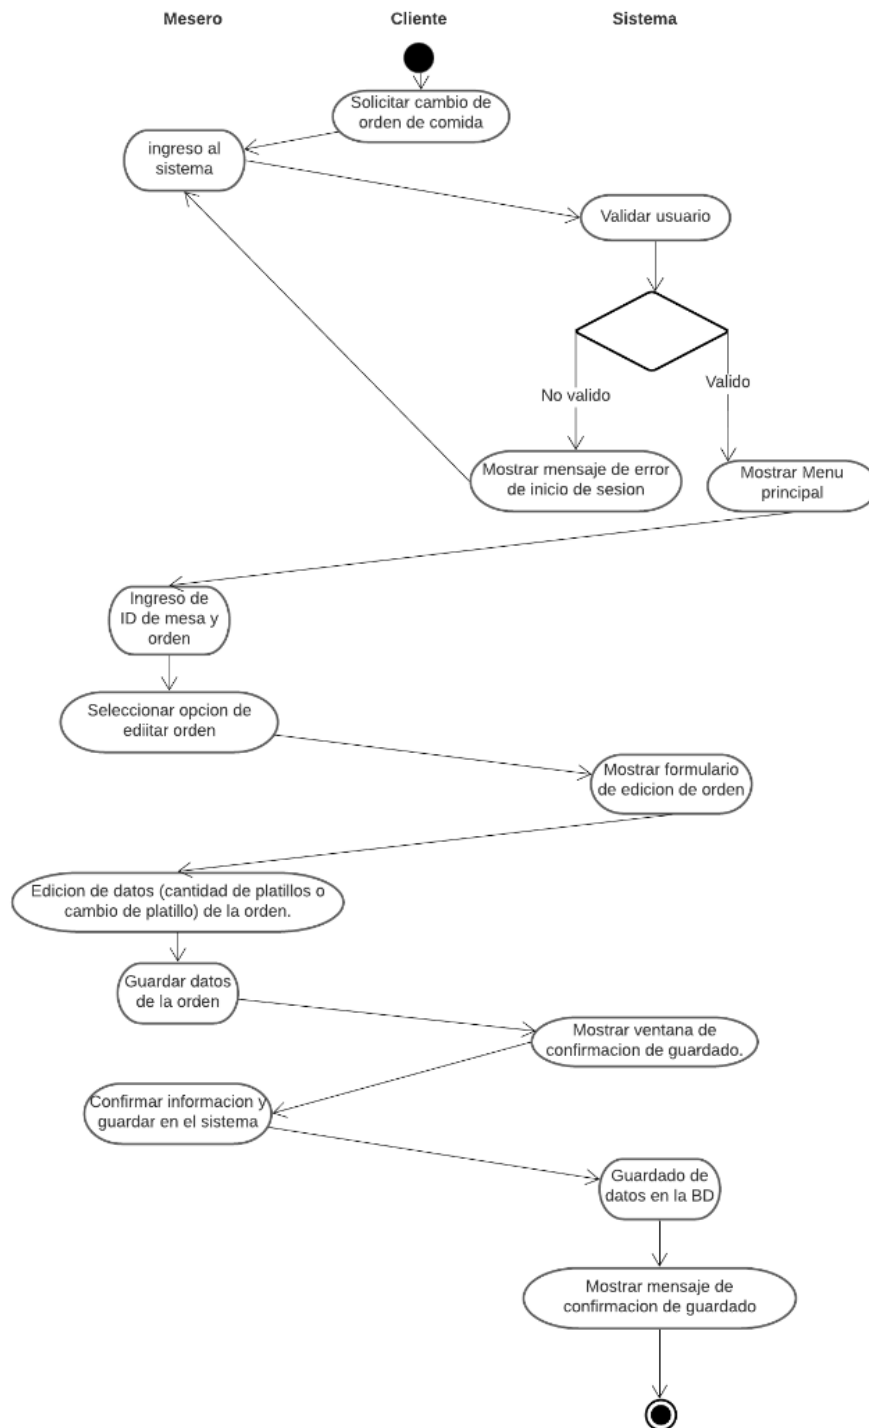 Mesero Cliente Sistema
Solicitar cambio de
orden de comida
ingreso al
sistema
Validar usuario
No valido
Valido
Mostrar mensaje de error
de inicio de sesion
Mostrar Menu
principal
Ingreso de
ID de mesa y
orden
Seleccionar opcion de
ediitar orden
Mostrar formulario
de edicion de orden
Edicion de datos (cantidad de platillos o
cambio de platillo) de la orden.
Guardar datos
de la orden
Mostrar ventana de
confirmacion de guardado.
Confirmar informacion y
guardar en el sistema
Guardado de
datos en la BD
Mostrar mensaje de
confirmacion de guardado